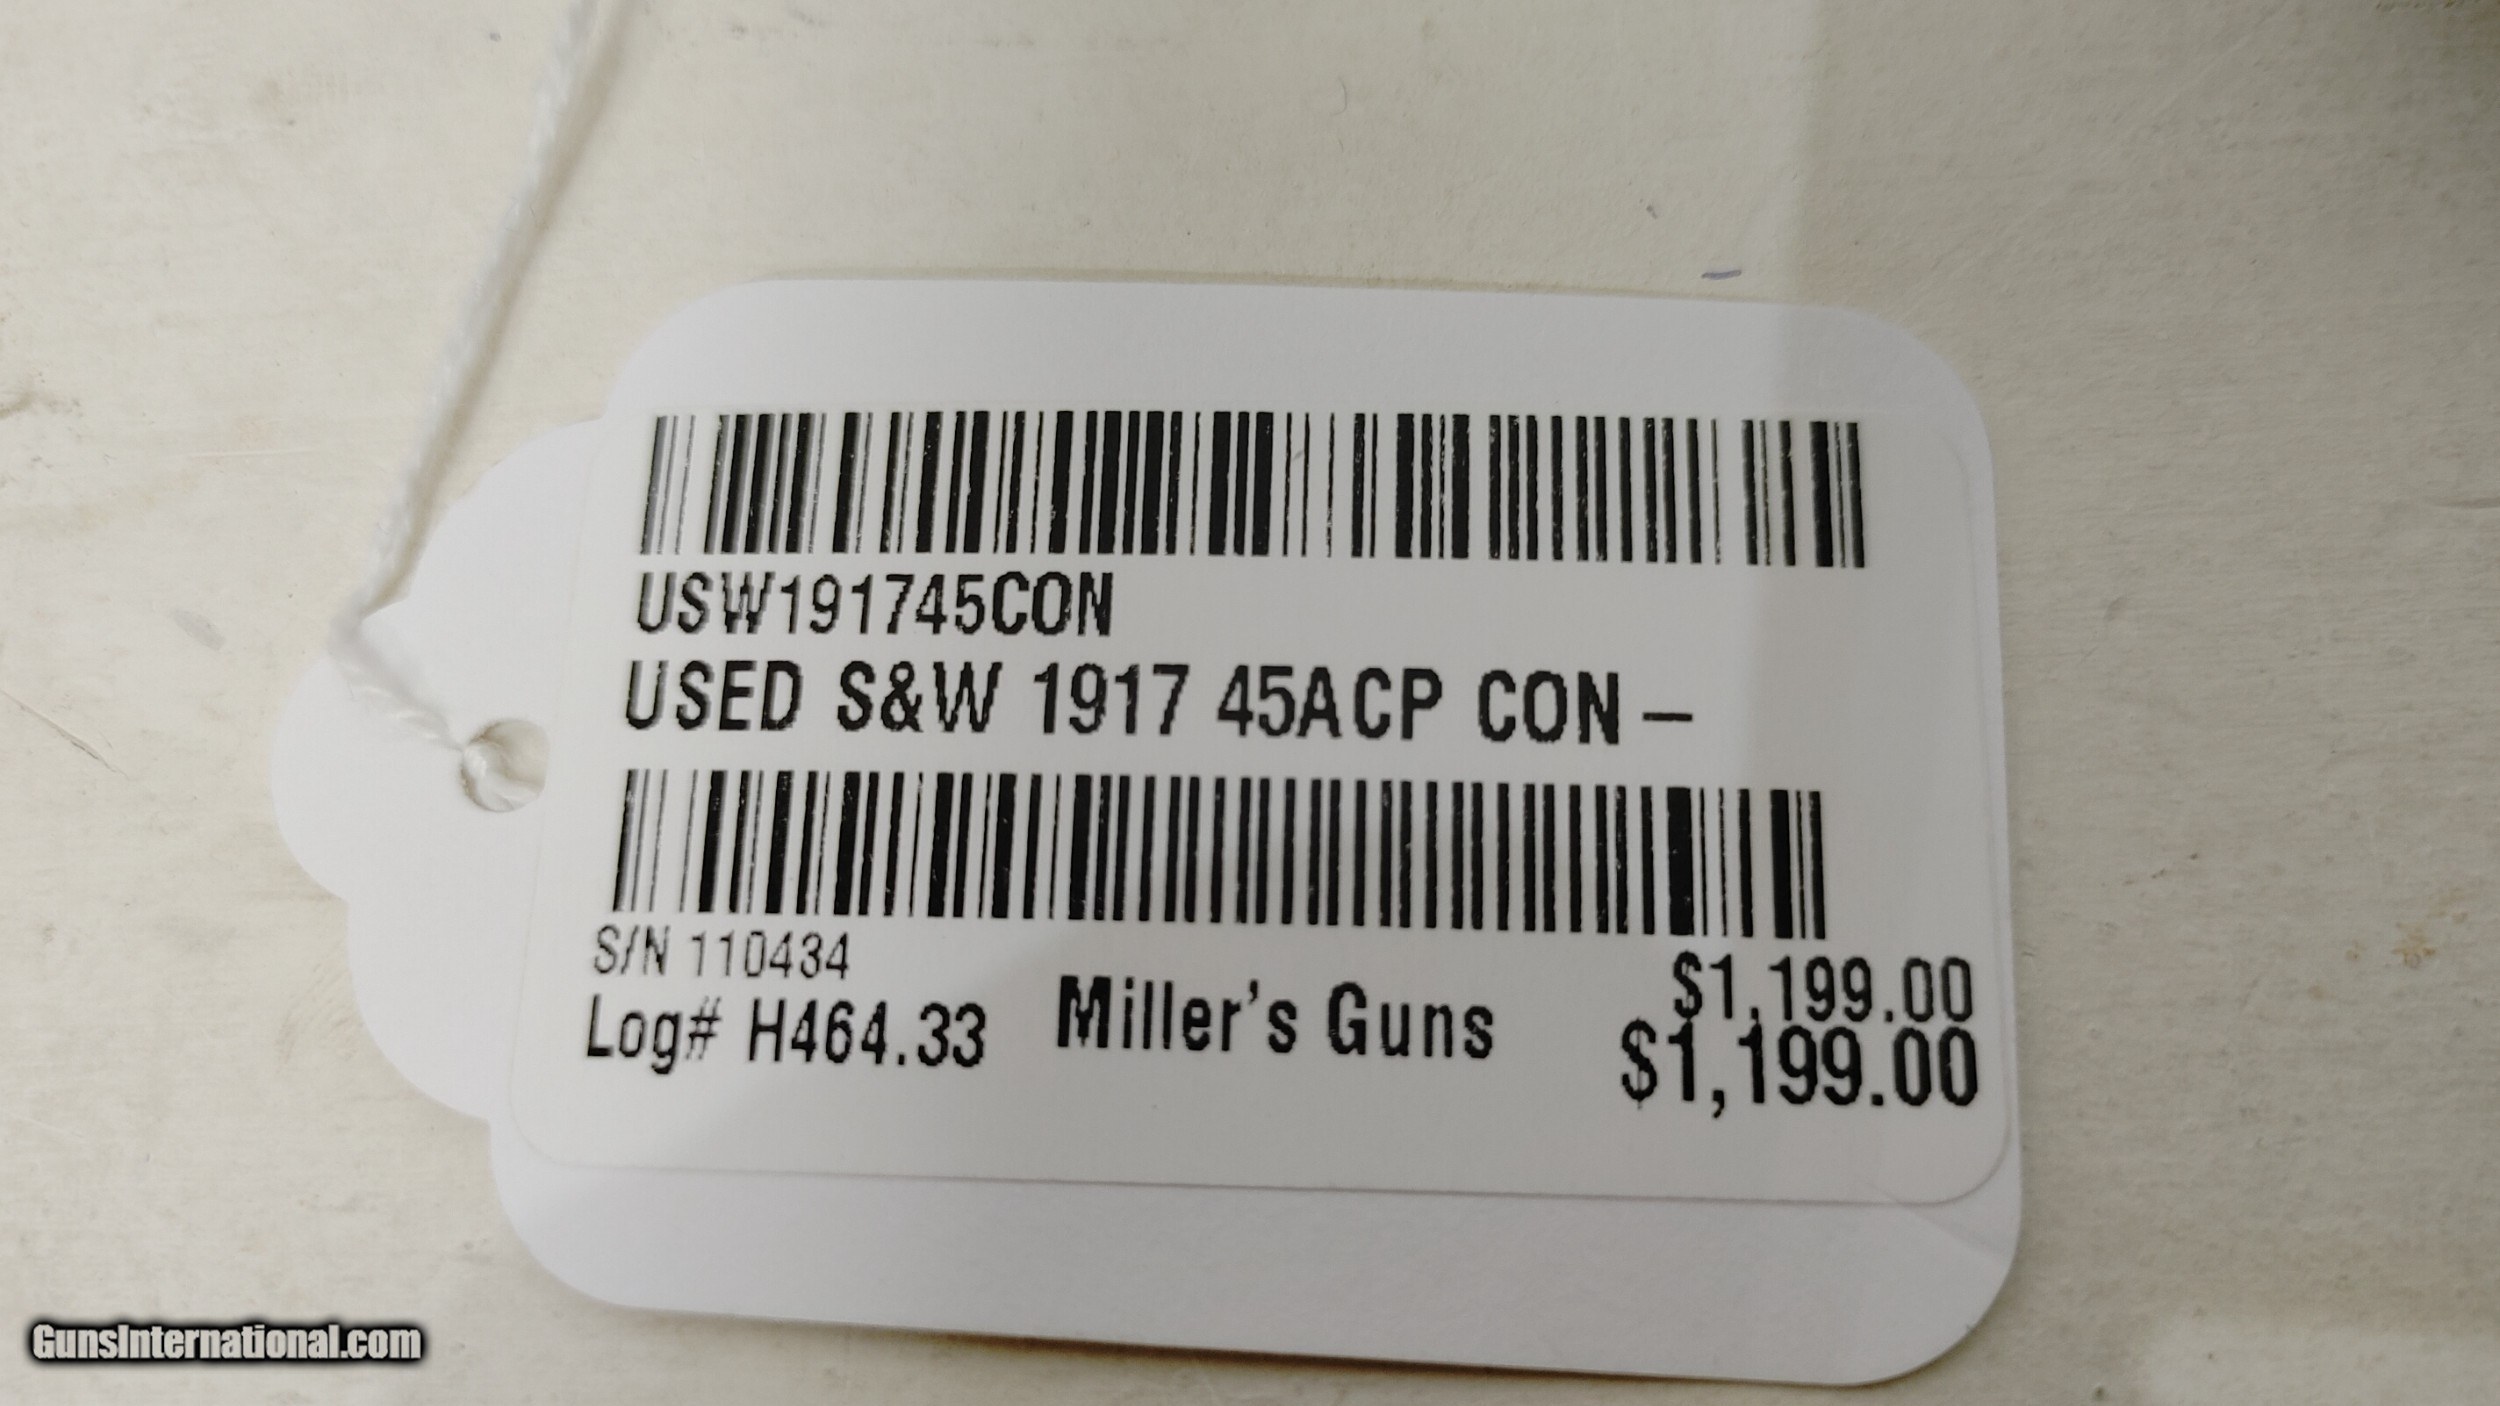 USW191745CON
USED S&W 1917 45ACP CON –
S/N 110434
$1,199.00
Log# H464.33 Miller's Guns
$1,199.00
GunsInternational.com